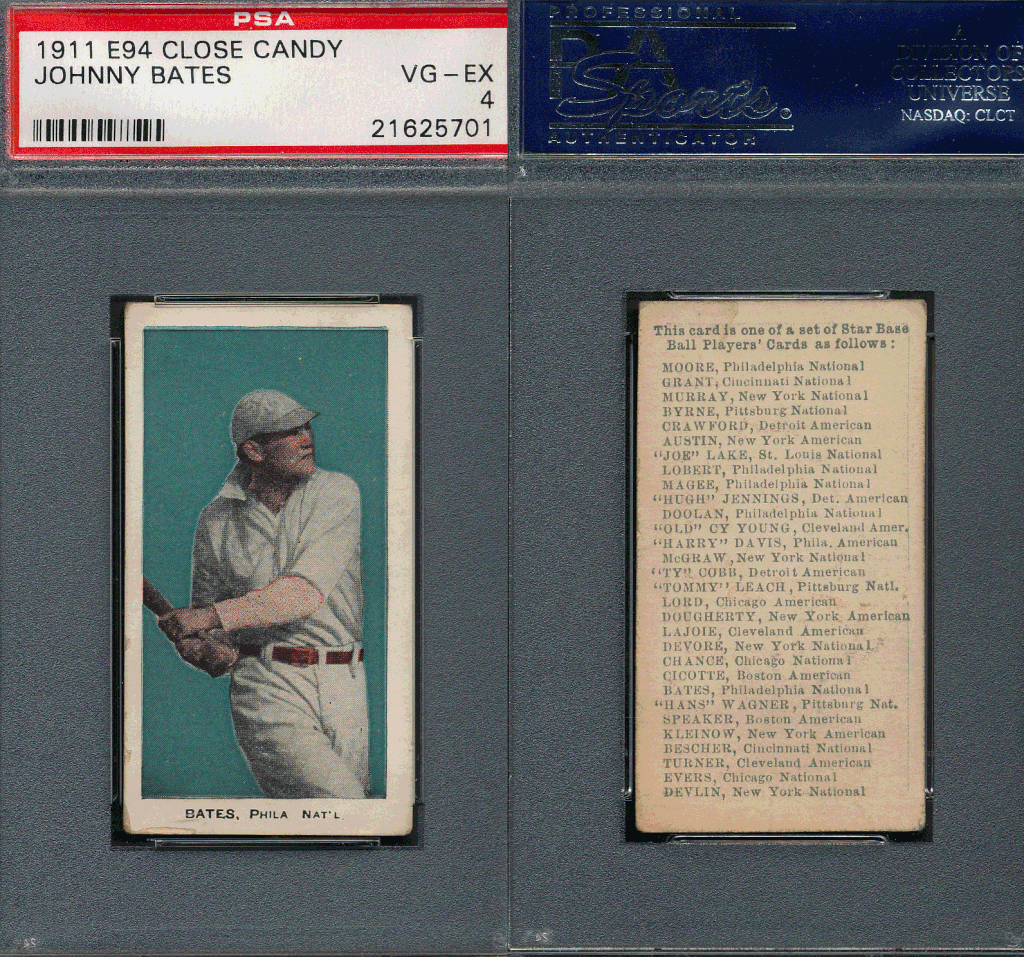 PSA
1911 E94 CLOSE CANDY
JOHNNY BATES
VG-EX
4
21625701
PROFESSIONAL
PSA
Sports
AUTHENTICATOR
A
DIVISION OF
COLLECTORS
UNIVERSE
NASDAQ: CLCT
BATES, PHILA NAT'L
This card is one of a set of Star Base
Ball Players' Cards as follows:
MOORE, Philadelphia National
GRANT, Cincinnati National
MURRAY, New York National
BYRNE, Pittsburg National
CRAWFORD, Detroit American
AUSTIN, New York American
"JOE" LAKE, St. Louis National
LOBERT, Philadelphia National
MAGEE, Philadelphia National
"HUGH" JENNINGS, Det. American
DOOLAN, Philadelphia National
"OLD" CY YOUNG, Cleveland Amer.
"HARRY" DAVIS, Phila. American
McGRAW, New York National
"TY" COBB, Detroit American
"TOMMY" LEACH, Pittsburg Natl.
LORD, Chicago American
DOUGHERTY, New York American
LAJOIE, Cleveland American
DEVORE, New York National
CHANCE, Chicago National
CICOTTE, Boston American
BATES, Philadelphia National
"HANS" WAGNER, Pittsburg Nat.
SPEAKER, Boston American
KLEINOW, New York American
BESCHER, Cincinnati National
TURNER, Cleveland American
EVERS, Chicago National
DEVLIN, New York National